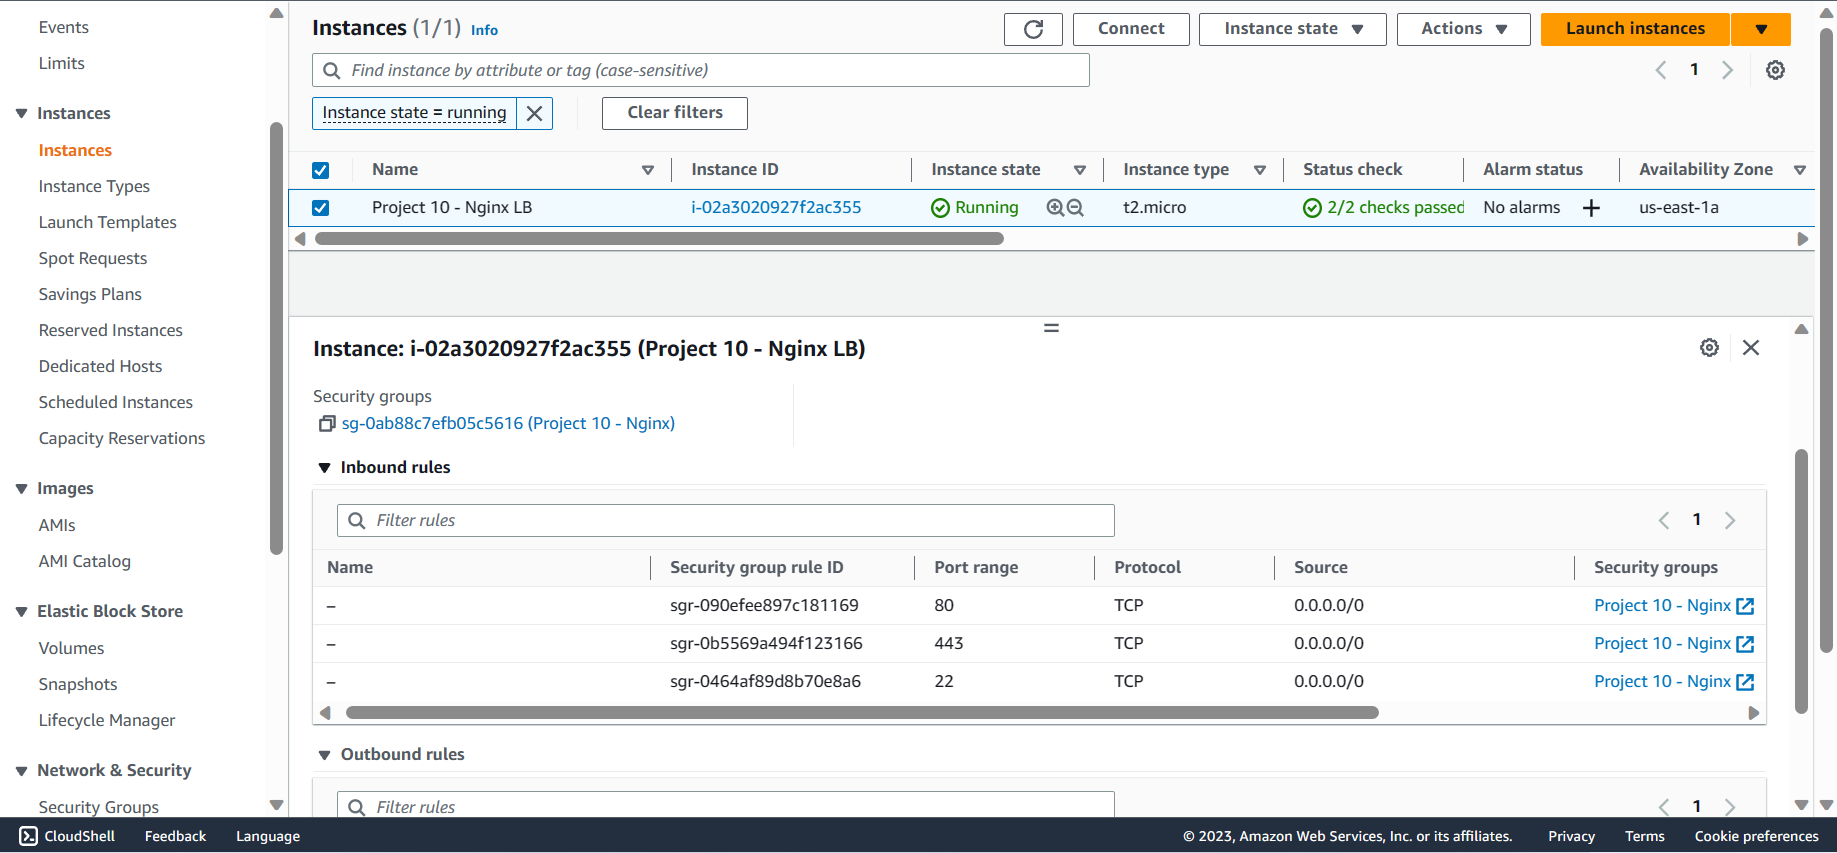 Events
Limits
Instances
Instances
Instance Types
Launch Templates
Spot Requests
Savings Plans
Reserved Instances
Dedicated Hosts
Scheduled Instances
Capacity Reservations
Images
AMIs
AMI Catalog
Elastic Block Store
Volumes
Snapshots
Lifecycle Manager
Network & Security
Security Groups
Instances (1/1) Info
Connect Instance state Actions Launch instances
Find instance by attribute or tag (case-sensitive) 1
Instance state = running Clear filters
Name Instance ID Instance state Instance type Status check Alarm status Availability Zone
Project 10 - Nginx LB i-02a3020927f2ac355 Running t2.micro 2/2 checks passed No alarms + us-east-1a
Instance: i-02a3020927f2ac355 (Project 10 - Nginx LB)
Security groups
sg-0ab88c7efb05c5616 (Project 10 - Nginx)
Inbound rules
Filter rules 1
Name Security group rule ID Port range Protocol Source Security groups
– sgr-090efee897c181169 80 TCP 0.0.0.0/0 Project 10 - Nginx
– sgr-0b5569a494f123166 443 TCP 0.0.0.0/0 Project 10 - Nginx
– sgr-0464af89d8b70e8a6 22 TCP 0.0.0.0/0 Project 10 - Nginx
Outbound rules
Filter rules 1
CloudShell Feedback Language © 2023, Amazon Web Services, Inc. or its affiliates. Privacy Terms Cookie preferences